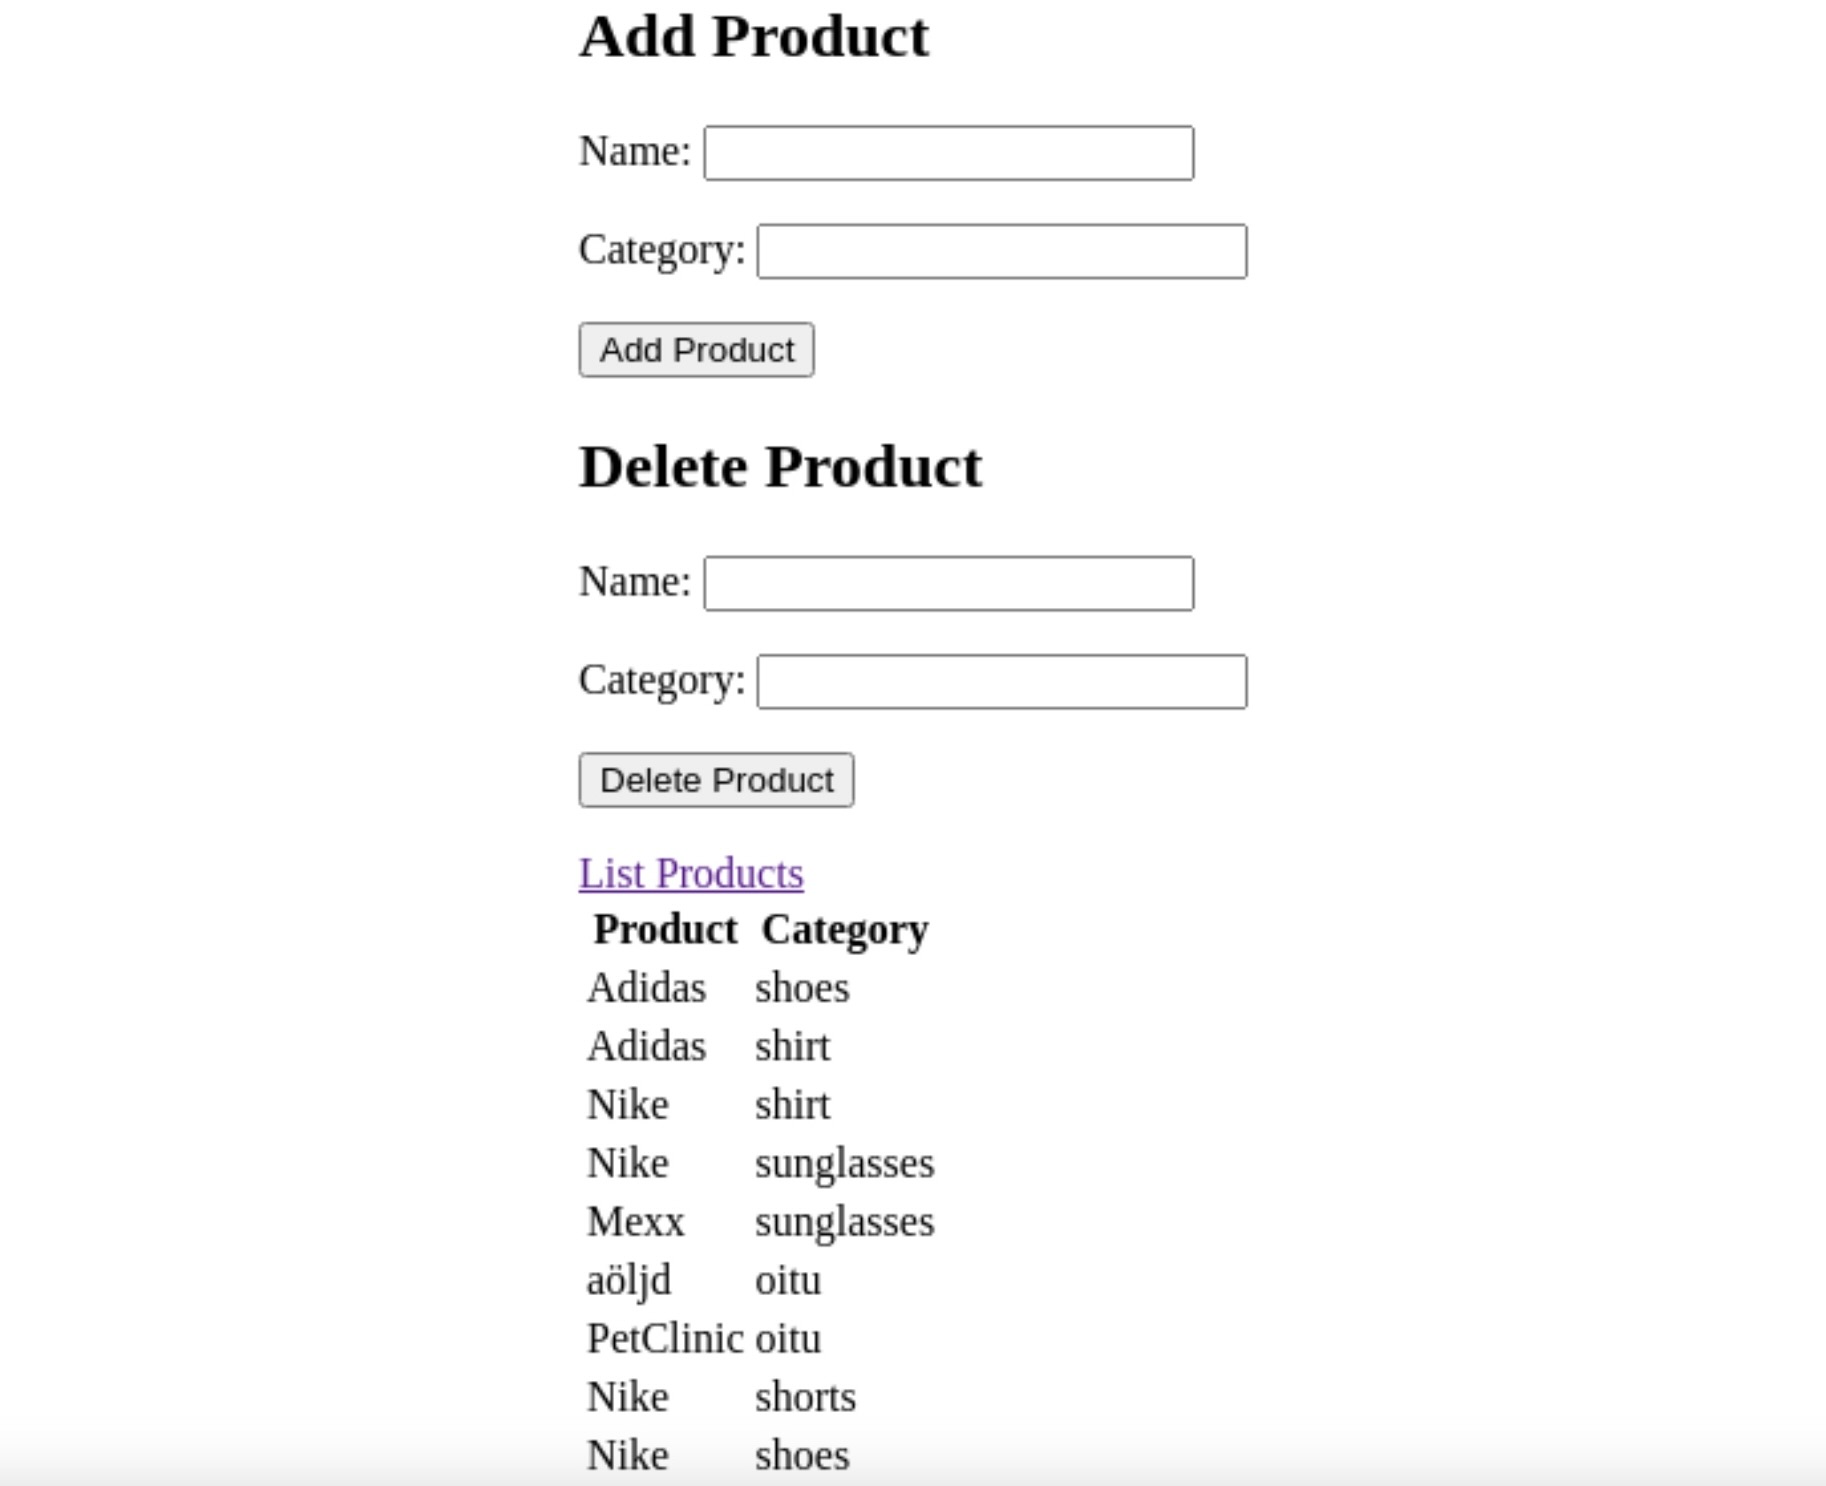 Add Product
Name:
Category:
Add Product
Delete Product
Name:
Category:
Delete Product
List Products
Product Category
Adidas shoes
Adidas shirt
Nike shirt
Nike sunglasses
Mexx sunglasses
aöljd oitu
PetClinic oitu
Nike shorts
Nike shoes